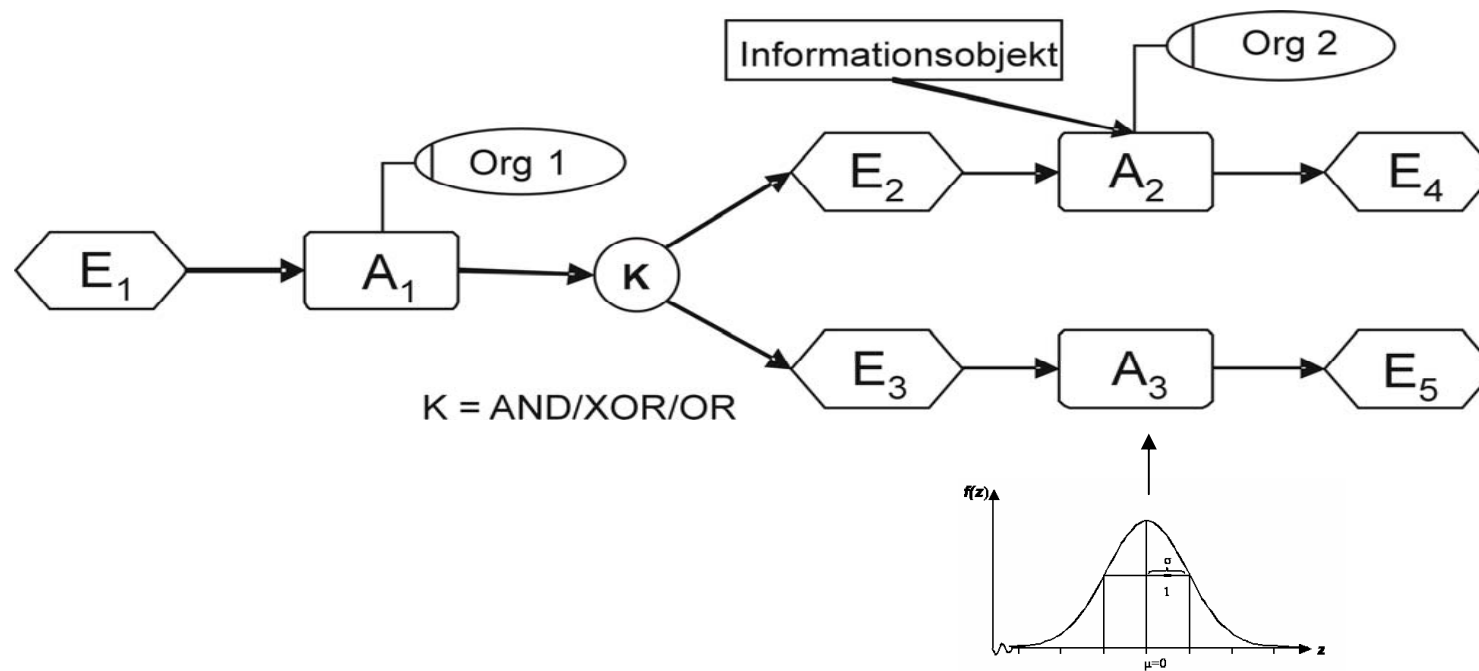 Informationsobjekt
Org 2
Org 1
E₂
A₂
E₄
E₁
A₁
K
E₃
A₃
E₅
K = AND/XOR/OR
f(z)
σ
1
z
μ=0